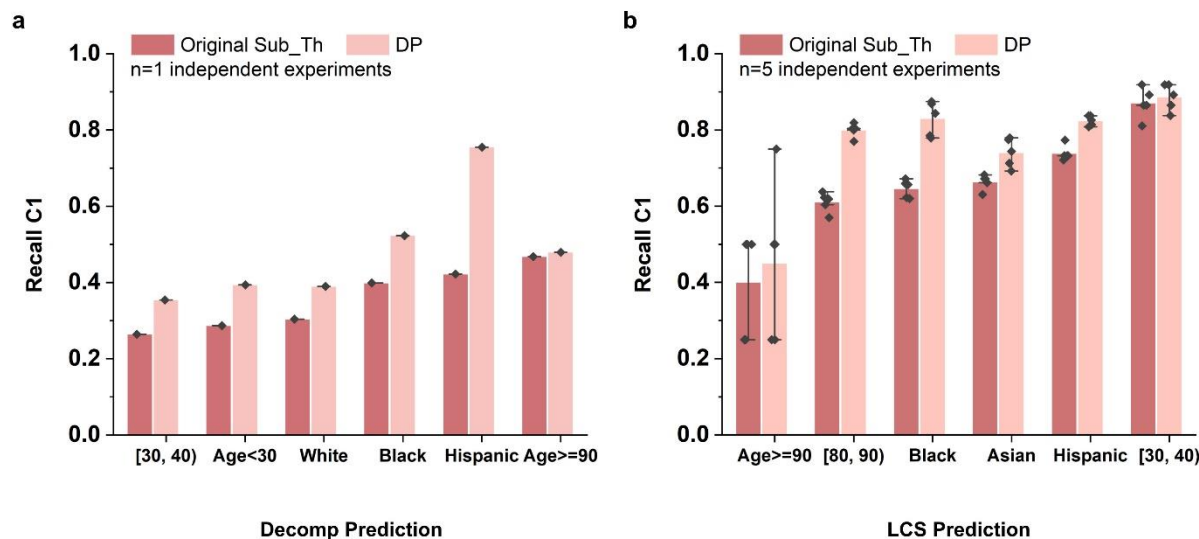 a
Original Sub_Th DP
n=1 independent experiments
1.0
0.8
0.6
0.4
0.2
0.0
Recall C1
[30, 40) Age<30 White Black Hispanic Age>=90
Decomp Prediction
b
Original Sub_Th DP
n=5 independent experiments
1.0
0.8
0.6
0.4
0.2
0.0
Recall C1
Age>=90 [80, 90) Black Asian Hispanic [30, 40)
LCS Prediction